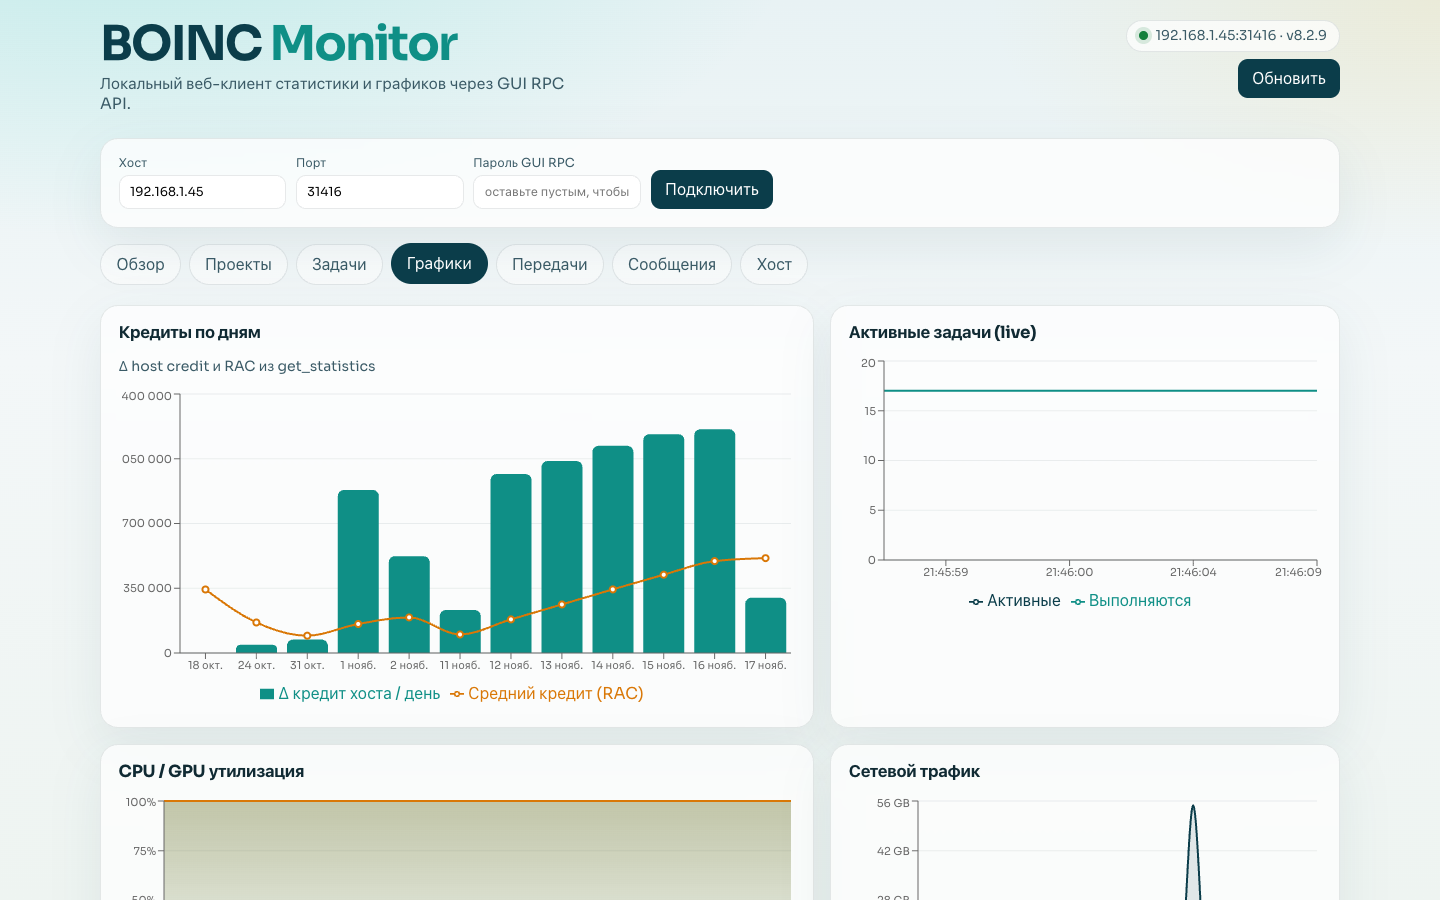 BOINC Monitor
Локальный веб-клиент статистики и графиков через GUI RPC
API.
192.168.1.45:31416 · v8.2.9
Обновить
Хост
Порт
Пароль GUI RPC
192.168.1.45
31416
оставьте пустым, чтобы
Подключить
Обзор
Проекты
Задачи
Графики
Передачи
Сообщения
Хост
Кредиты по дням
Δ host credit и RAC из get_statistics
400 000
050 000
700 000
350 000
0
18 окт.
24 окт.
31 окт.
1 нояб.
2 нояб.
11 нояб.
12 нояб.
13 нояб.
14 нояб.
15 нояб.
16 нояб.
17 нояб.
Δ кредит хоста / день
Средний кредит (RAC)
Активные задачи (live)
20
15
10
5
0
21:45:59
21:46:00
21:46:04
21:46:09
Активные
Выполняются
CPU / GPU утилизация
100%
75%
50%
Сетевой трафик
56 GB
42 GB
28 GB